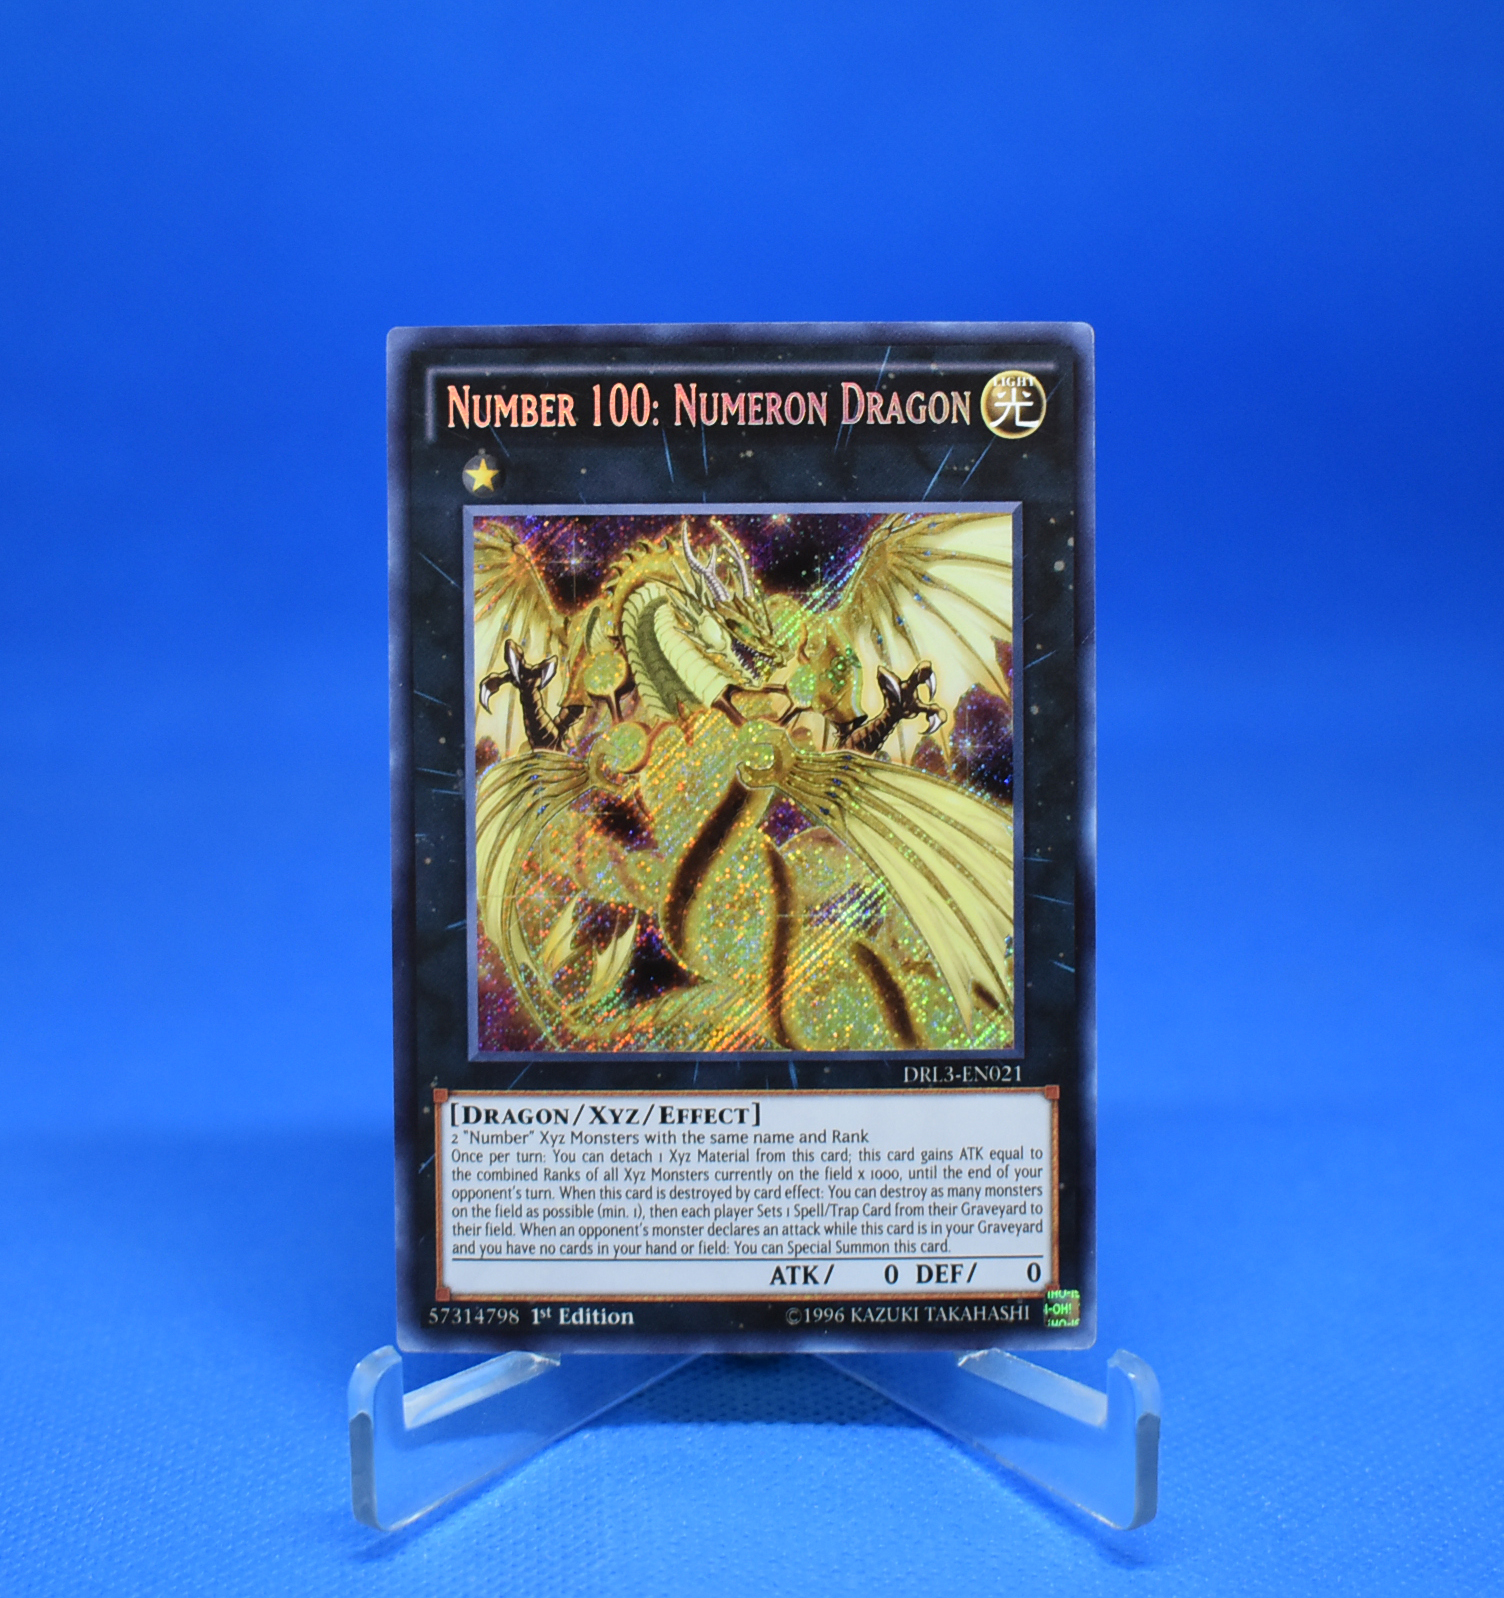 NUMBER 100: NUMERON DRAGON
LIGHT
光
DRL3-EN021
[DRAGON/XYZ/EFFECT]
2 "Number" Xyz Monsters with the same name and Rank
Once per turn: You can detach 1 Xyz Material from this card; this card gains ATK equal to
the combined Ranks of all Xyz Monsters currently on the field x 1000, until the end of your
opponent's turn. When this card is destroyed by card effect: You can destroy as many monsters
on the field as possible (min. 1), then each player Sets 1 Spell/Trap Card from their Graveyard to
their field. When an opponent's monster declares an attack while this card is in your Graveyard
and you have no cards in your hand or field: You can Special Summon this card.
ATK/ 0 DEF/ 0
57314798 1st Edition ©1996 KAZUKI TAKAHASHI
-OH!